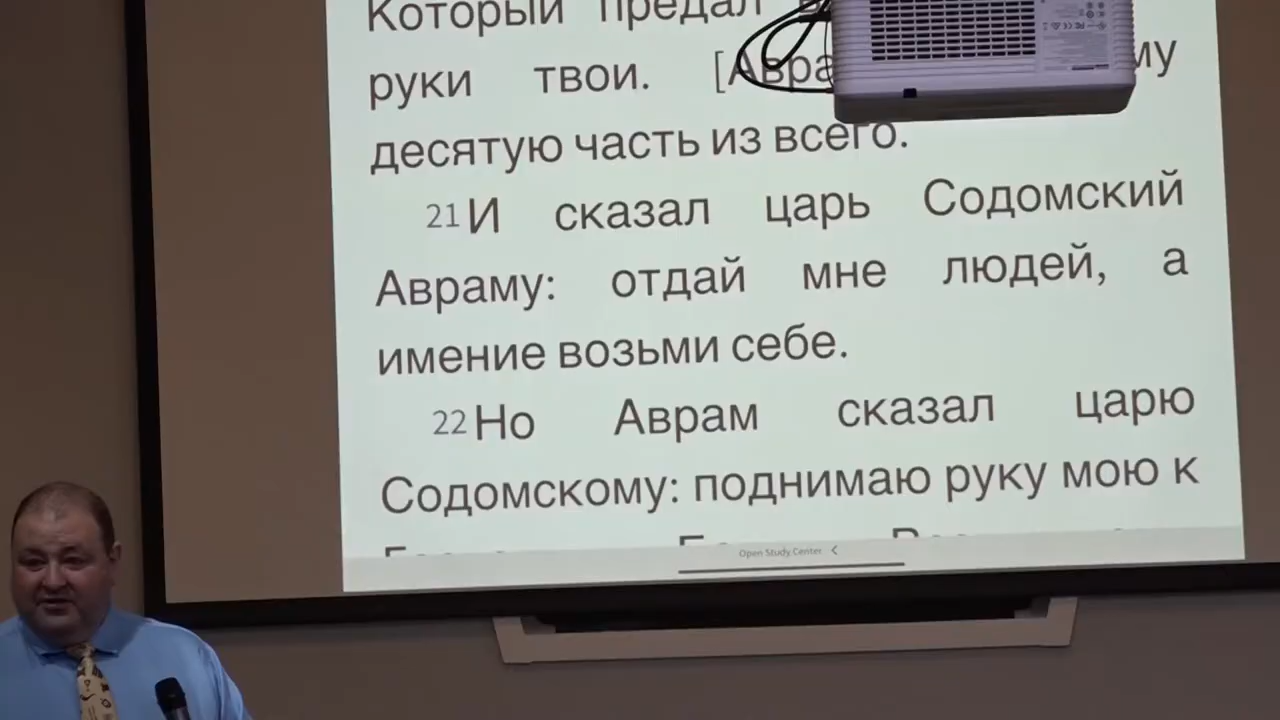 Который предал
руки твои. [Авра му
десятую часть из всего.
21 И сказал царь Содомский
Авраму: отдай мне людей, а
имение возьми себе.
22 Но Аврам сказал царю
Содомскому: поднимаю руку мою к
Open Study Center